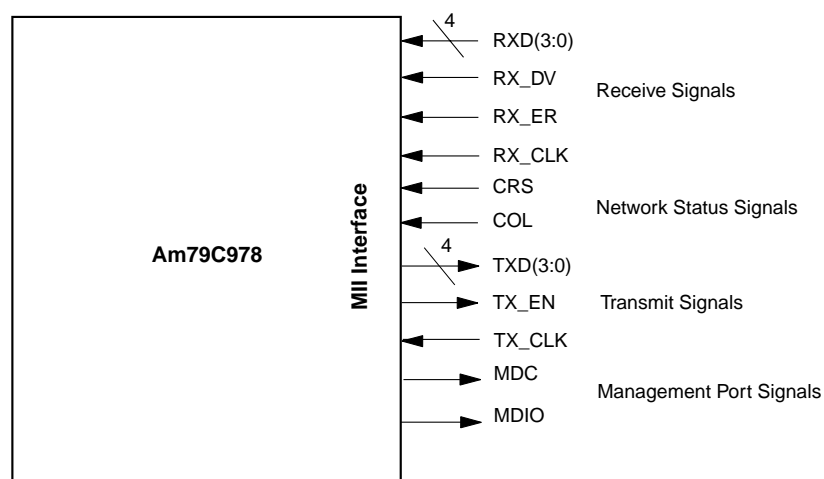 4
RXD(3:0)
RX_DV
Receive Signals
RX_ER
RX_CLK
CRS
Network Status Signals
COL
MII Interface
Am79C978
4
TXD(3:0)
TX_EN
Transmit Signals
TX_CLK
MDC
Management Port Signals
MDIO